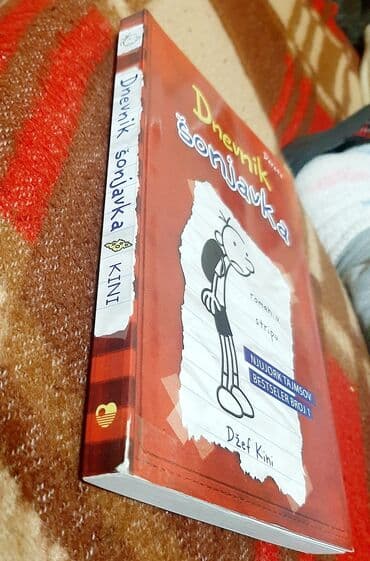 Dnevnik šonjavka KINI
Dnevnik
šonjavka
roman u
stripu
NJUJORK TAJMSOV
BESTSELER BROJ 1
Džef Kini